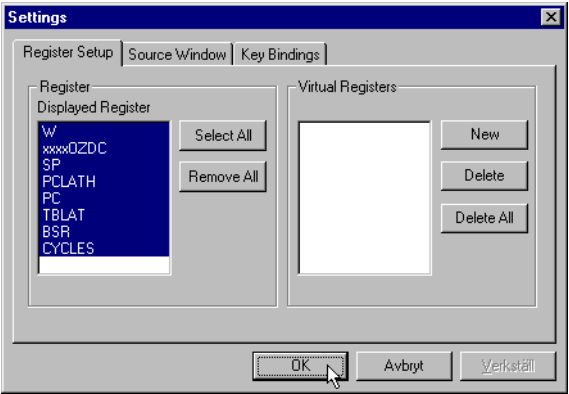 Settings
Register Setup Source Window Key Bindings
Register
Displayed Register
W
xxxxOZDC
SP
PCLATH
PC
TBLAT
BSR
CYCLES
Select All
Remove All
Virtual Registers
New
Delete
Delete All
OK Avbryt Verkställ